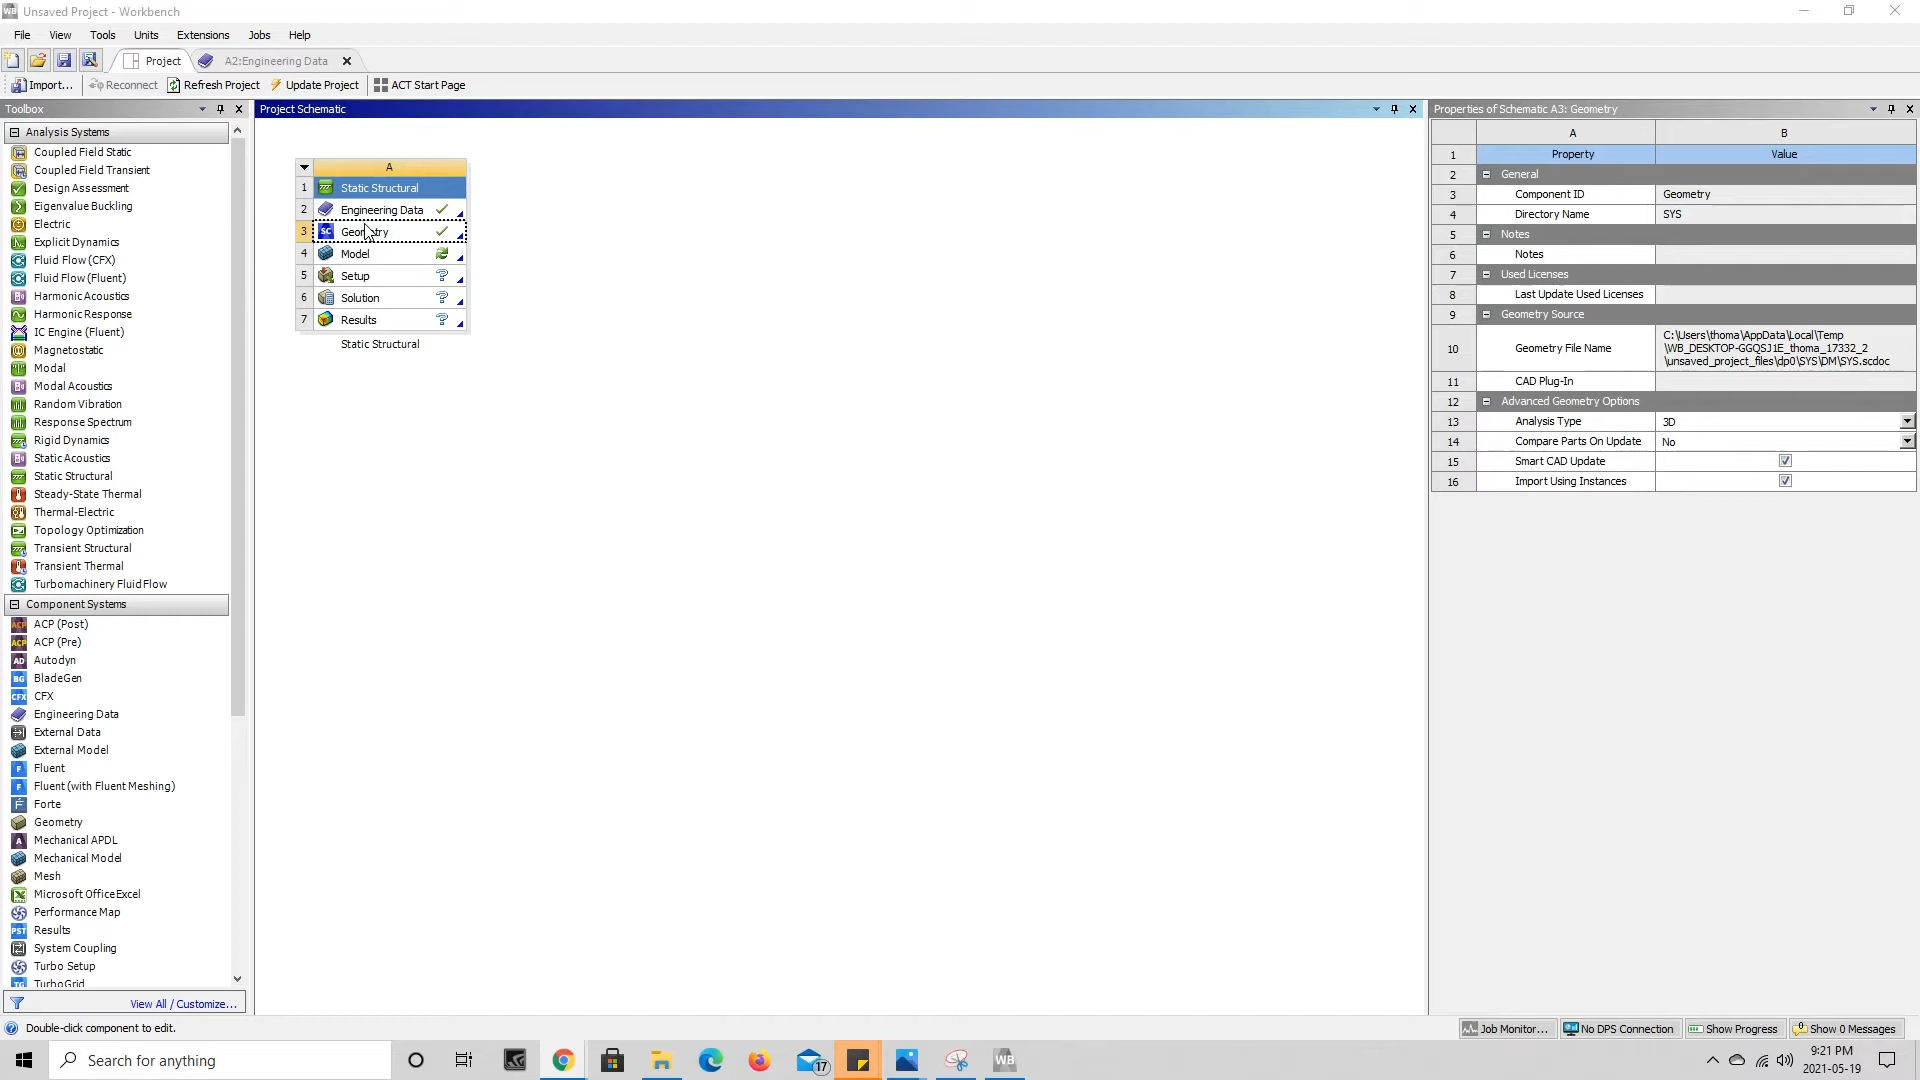 Unsaved Project - Workbench
File View Tools Units Extensions Jobs Help
Project A2:Engineering Data
Import... Reconnect Refresh Project Update Project ACT Start Page
Toolbox
Analysis Systems
Coupled Field Static
Coupled Field Transient
Design Assessment
Eigenvalue Buckling
Electric
Explicit Dynamics
Fluid Flow (CFX)
Fluid Flow (Fluent)
Harmonic Acoustics
Harmonic Response
IC Engine (Fluent)
Magnetostatic
Modal
Modal Acoustics
Random Vibration
Response Spectrum
Rigid Dynamics
Static Acoustics
Static Structural
Steady-State Thermal
Thermal-Electric
Topology Optimization
Transient Structural
Transient Thermal
Turbomachinery Fluid Flow
Component Systems
ACP (Post)
ACP (Pre)
Autodyn
BladeGen
CFX
Engineering Data
External Data
External Model
Fluent
Fluent (with Fluent Meshing)
Forte
Geometry
Mechanical APDL
Mechanical Model
Mesh
Microsoft Office Excel
Performance Map
Results
System Coupling
Turbo Setup
TurboGrid
View All / Customize...
Project Schematic
A
1 Static Structural
2 Engineering Data
3 SC Geometry
4 Model
5 Setup ?
6 Solution ?
7 Results ?
Static Structural
Properties of Schematic A3: Geometry
A B
1 Property Value
2 General
3 Component ID Geometry
4 Directory Name SYS
5 Notes
6 Notes
7 Used Licenses
8 Last Update Used Licenses
9 Geometry Source
10 Geometry File Name C:\Users\thoma\AppData\Local\Temp
\WB_DESKTOP-GGQSJ1E_thoma_17332_2
\unsaved_project_files\dp0\SYS\DM\SYS.scdoc
11 CAD Plug-In
12 Advanced Geometry Options
13 Analysis Type 3D
14 Compare Parts On Update No
15 Smart CAD Update
16 Import Using Instances
Double-click component to edit.
Job Monitor... No DPS Connection Show Progress Show 0 Messages
Search for anything
17
WB
9:21 PM
2021-05-19